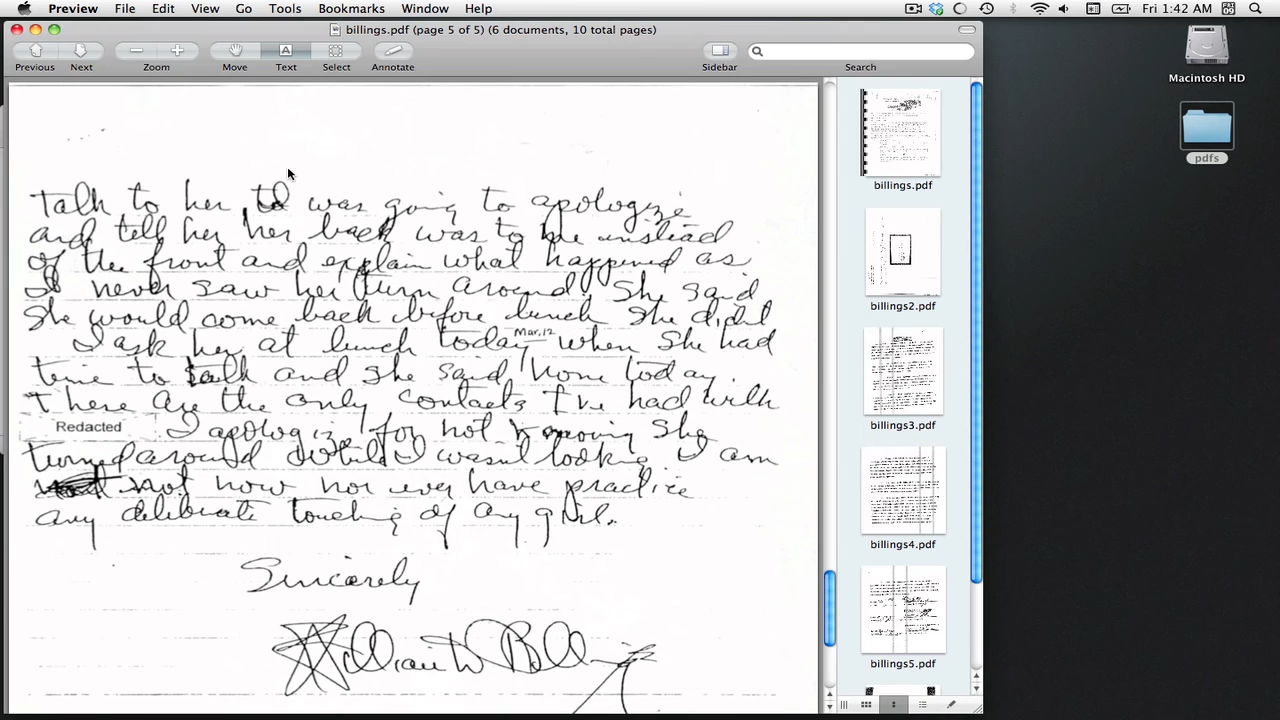 Preview File Edit View Go Tools Bookmarks Window Help Fri 1:42 AM
billings.pdf (page 5 of 5) (6 documents, 10 total pages)
Previous Next Zoom Move Text Select Annotate Sidebar Search
Macintosh HD
pdfs
talk to her, was going to apologize
and tell her her back was to me instead
of the front and explain what happened as
I never saw her turn around. She said
she would come back before lunch she did
I ask her at lunch today Mar. 12 when she had
time to talk and she said none today.
These are the only contacts I've had with
Redacted I apologize for not knowing she
turned around while I wasn't looking. I am
not now nor ever have practice
any deliberate touching of any girl.
Sincerely
William W Billings
billings.pdf
billings2.pdf
billings3.pdf
billings4.pdf
billings5.pdf